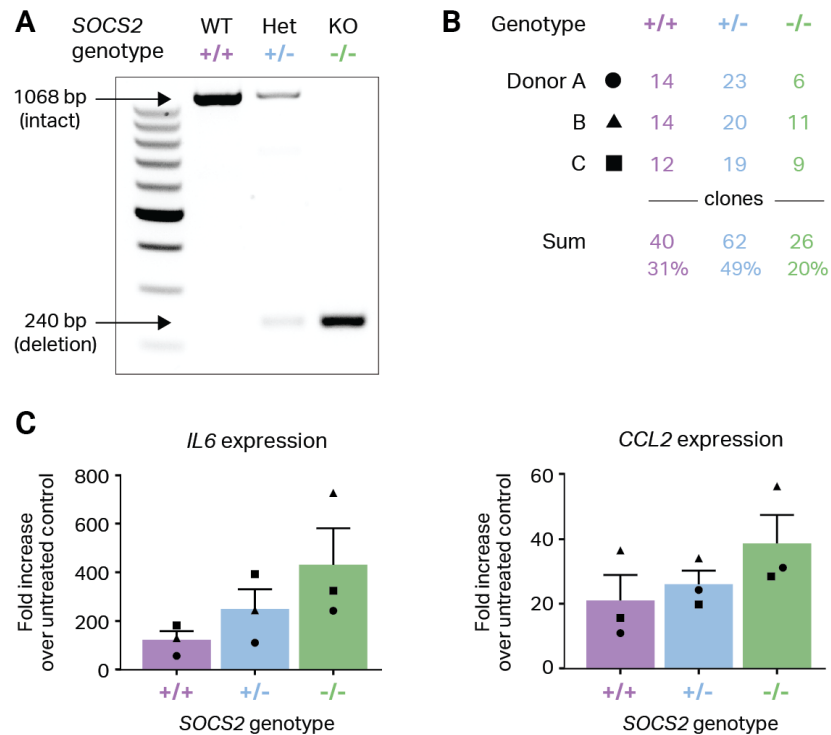 A
SOCS2 genotype
WT Het KO
+/+ +/- -/-
1068 bp
(intact)
240 bp
(deletion)
B
Genotype +/+ +/- -/-
Donor A 14 23 6
B 14 20 11
C 12 19 9
clones
Sum 40 62 26
31% 49% 20%
C
IL6 expression
Fold increase
over untreated control
800
600
400
200
0
+/+ +/- -/-
SOCS2 genotype
CCL2 expression
Fold increase
over untreated control
60
40
20
0
+/+ +/- -/-
SOCS2 genotype